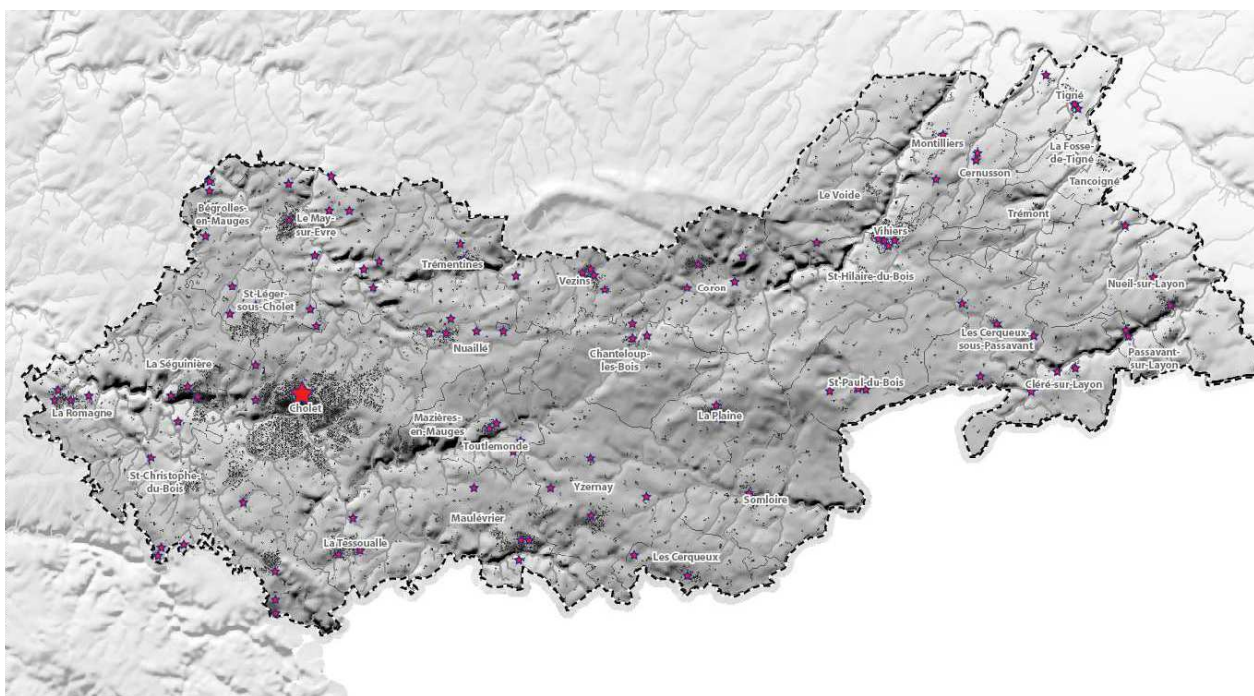 Tigné
Montilliers
La Fosse-
de-Tigné
Cernusson
Tancoigné
Le Voide
Bégrolles-
en-Mauges
Le May-
sur-Evre
Trémont
Vihiers
Trémentines
St-Hilaire-du-Bois
Vezins
Coron
Nueil-sur-Layon
St-Léger-
sous-Cholet
Les Cerqueux-
sous-Passavant
Nuaillé
Chanteloup-
les-Bois
Passavant-
sur-Layon
La Séguinière
St-Paul-du-Bois
Cléré-sur-Layon
La Romagne
Cholet
La Plaine
Mazières-
en-Mauges
Toutlemonde
St-Christophe-
du-Bois
Yzernay
Somloire
Maulévrier
La Tessoualle
Les Cerqueux